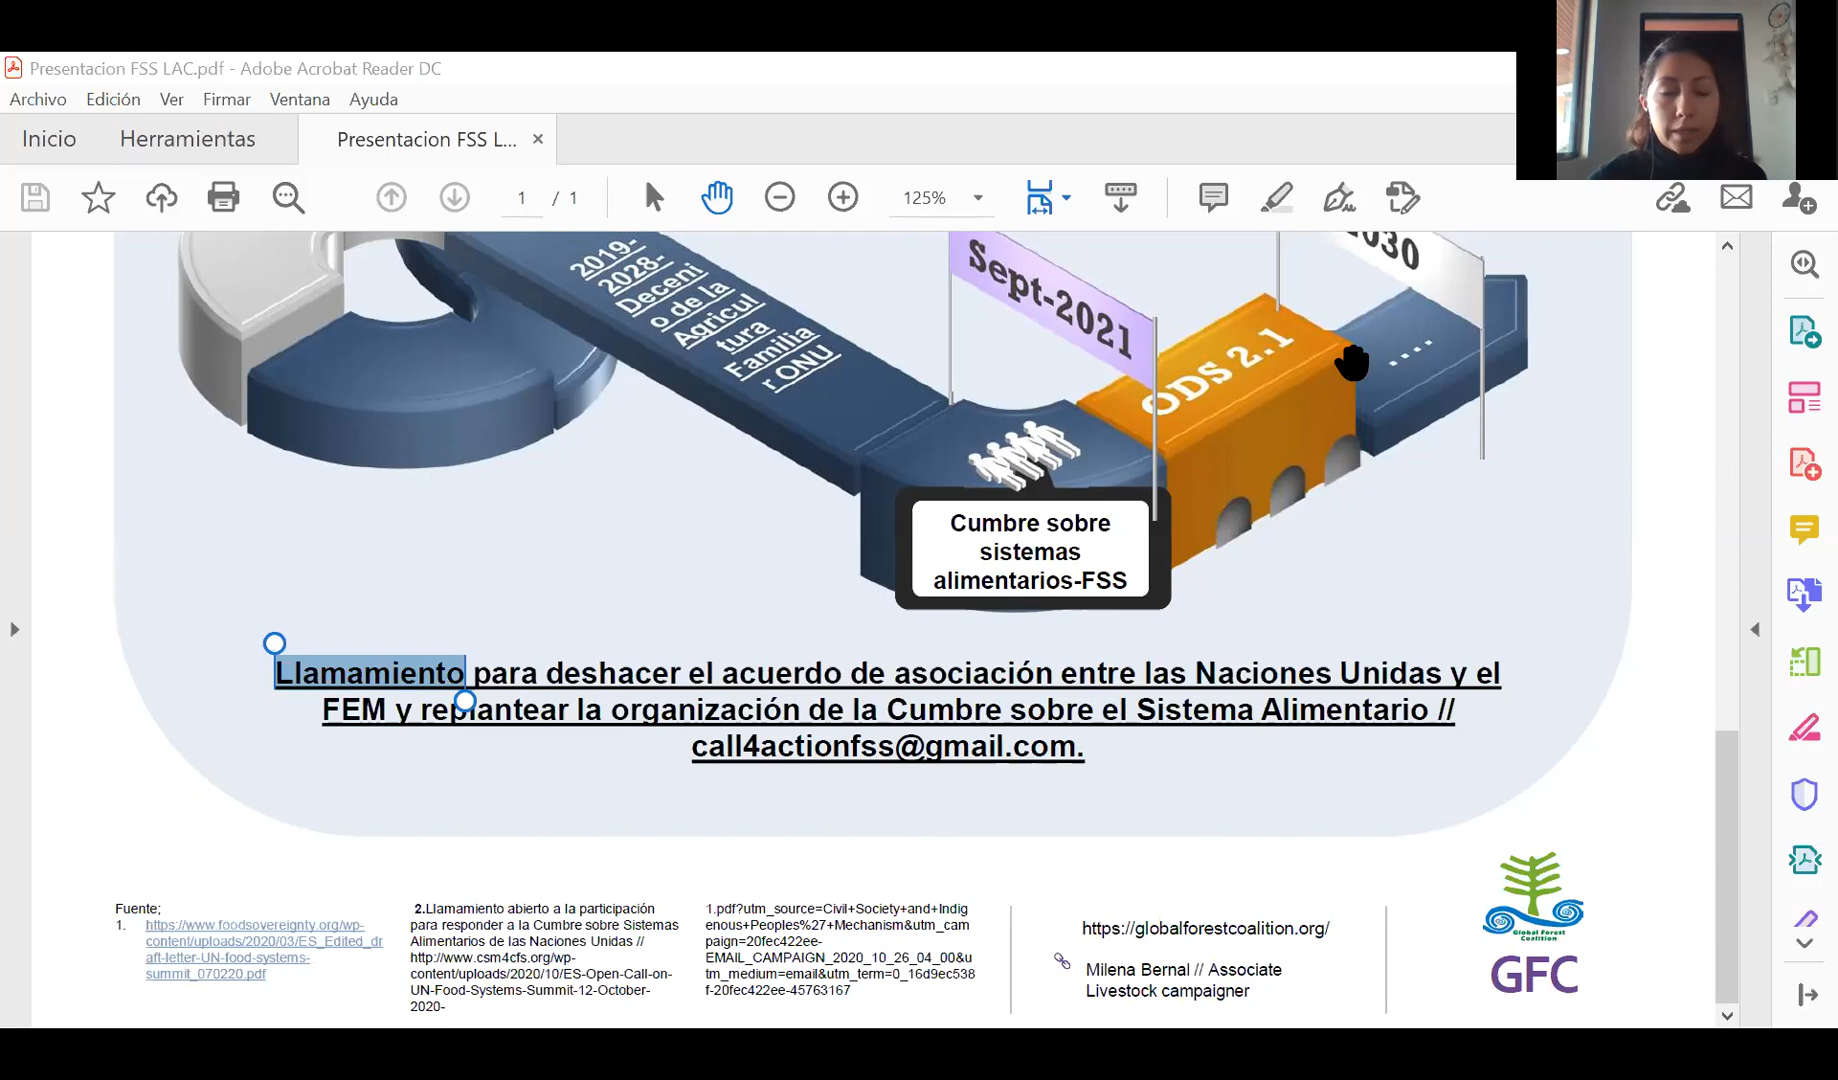 Presentacion FSS LAC.pdf - Adobe Acrobat Reader DC
Archivo Edición Ver Firmar Ventana Ayuda
Inicio Herramientas Presentacion FSS L... ×
1 / 1 125%
2019-
2028-
Deceni
o de la
Agricul
tura
Familia
r ONU
Sept-2021
ODS 2.1
2030
....
Cumbre sobre
sistemas
alimentarios-FSS
Llamamiento para deshacer el acuerdo de asociación entre las Naciones Unidas y el
FEM y replantear la organización de la Cumbre sobre el Sistema Alimentario //
call4actionfss@gmail.com.
Fuente;
1. https://www.foodsovereignty.org/wp-
content/uploads/2020/03/ES_Edited_dr
aft-letter-UN-food-systems-
summit_070220.pdf
2.Llamamiento abierto a la participación
para responder a la Cumbre sobre Sistemas
Alimentarios de las Naciones Unidas //
http://www.csm4cfs.org/wp-
content/uploads/2020/10/ES-Open-Call-on-
UN-Food-Systems-Summit-12-October-
2020-
1.pdf?utm_source=Civil+Society+and+Indig
enous+Peoples%27+Mechanism&utm_cam
paign=20fec422ee-
EMAIL_CAMPAIGN_2020_10_26_04_00&u
tm_medium=email&utm_term=0_16d9ec538
f-20fec422ee-45763167
https://globalforestcoalition.org/
Milena Bernal // Associate
Livestock campaigner
Global Forest
Coalition
GFC